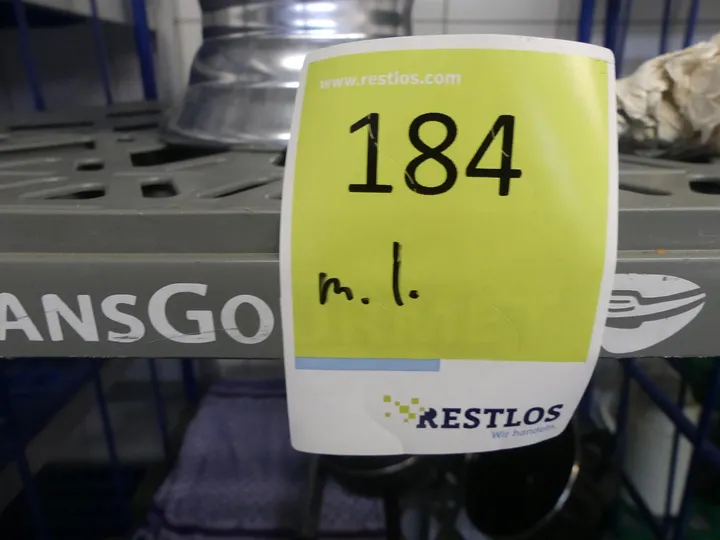 www.restlos.com
184
m. l.
ANSGO
RESTLOS
Wir handeln.